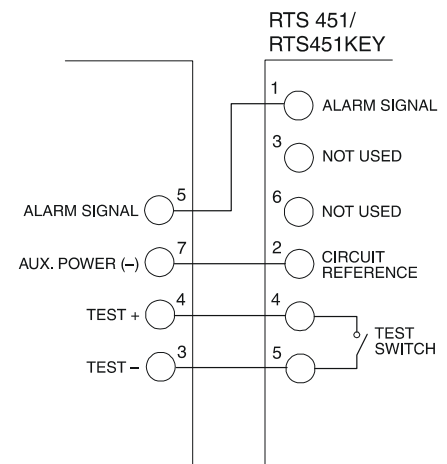 RTS 451/
RTS451KEY
1
ALARM SIGNAL
3
NOT USED
6
NOT USED
2
CIRCUIT
REFERENCE
4
5
TEST
SWITCH
ALARM SIGNAL
5
AUX. POWER (–)
7
TEST +
4
TEST –
3